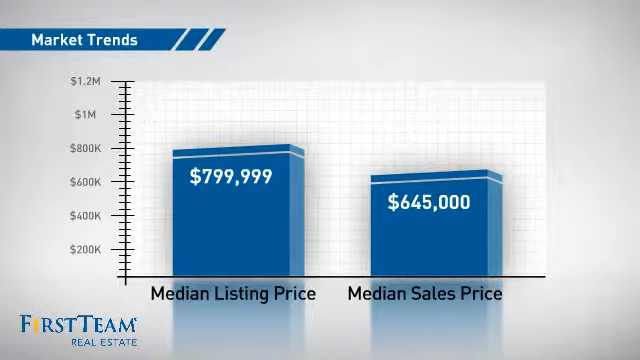 Market Trends
$1.2M
$1M
$800K
$600K
$400K
$200K
$799,999
$645,000
Median Listing Price
Median Sales Price
FIRSTTEAM®
REAL ESTATE